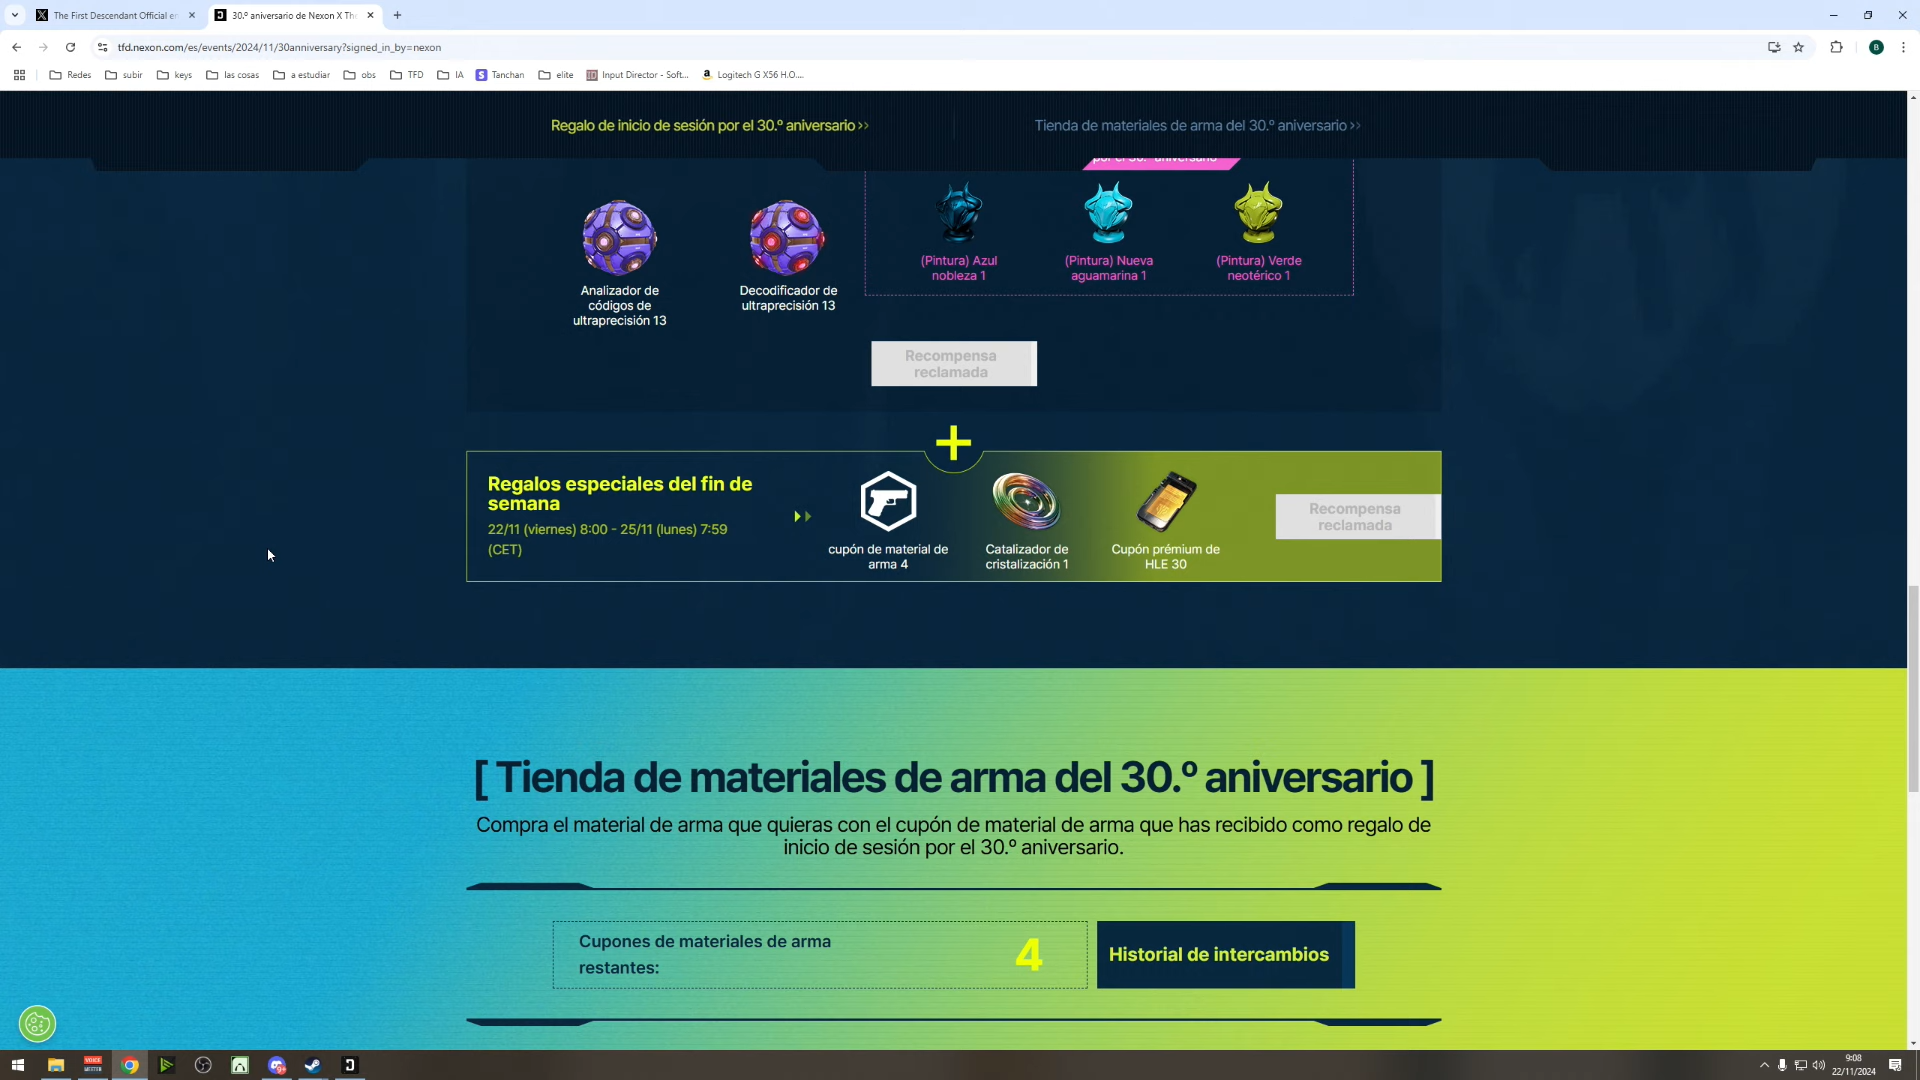 The First Descendant Official en
30.º aniversario de Nexon X The
tfd.nexon.com/es/events/2024/11/30anniversary?signed_in_by=nexon
B
Redes
subir
keys
las cosas
a estudiar
obs
TFD
IA
Tanchan
elite
Input Director - Soft...
Logitech G X56 H.O....
Regalo de inicio de sesión por el 30.º aniversario >>
Tienda de materiales de arma del 30.º aniversario >>
por el 30.º aniversario
Analizador de
códigos de
ultraprecisión 13
Decodificador de
ultraprecisión 13
(Pintura) Azul
nobleza 1
(Pintura) Nueva
aguamarina 1
(Pintura) Verde
neotérico 1
Recompensa
reclamada
Regalos especiales del fin de
semana
22/11 (viernes) 8:00 - 25/11 (lunes) 7:59
(CET)
cupón de material de
arma 4
Catalizador de
cristalización 1
Cupón prémium de
HLE 30
Recompensa
reclamada
[ Tienda de materiales de arma del 30.º aniversario ]
Compra el material de arma que quieras con el cupón de material de arma que has recibido como regalo de
inicio de sesión por el 30.º aniversario.
Cupones de materiales de arma
restantes:
4
Historial de intercambios
VOICE
MEETER
9:08
22/11/2024